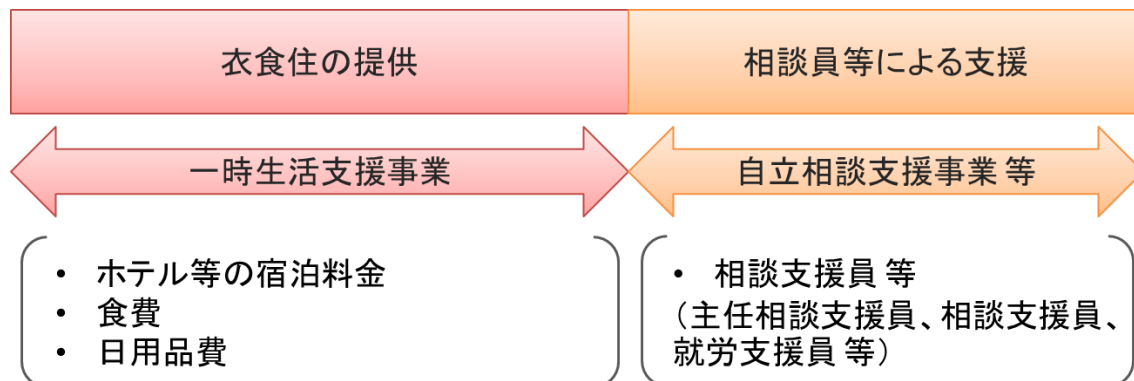 衣食住の提供
相談員等による支援
一時生活支援事業
自立相談支援事業 等
• ホテル等の宿泊料金
• 食費
• 日用品費
• 相談支援員 等
（主任相談支援員、相談支援員、
就労支援員 等）